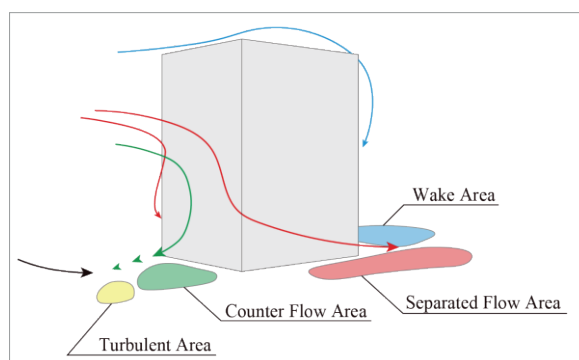 Wake Area
Separated Flow Area
Counter Flow Area
Turbulent Area